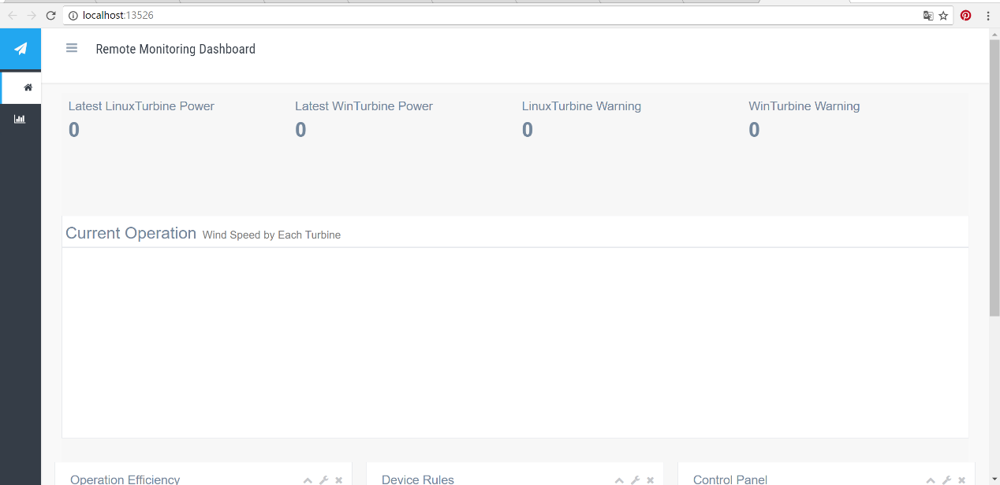 localhost:13526
Remote Monitoring Dashboard
Latest LinuxTurbine Power
Latest WinTurbine Power
LinuxTurbine Warning
WinTurbine Warning
0
0
0
0
Current Operation Wind Speed by Each Turbine
Operation Efficiency
Device Rules
Control Panel